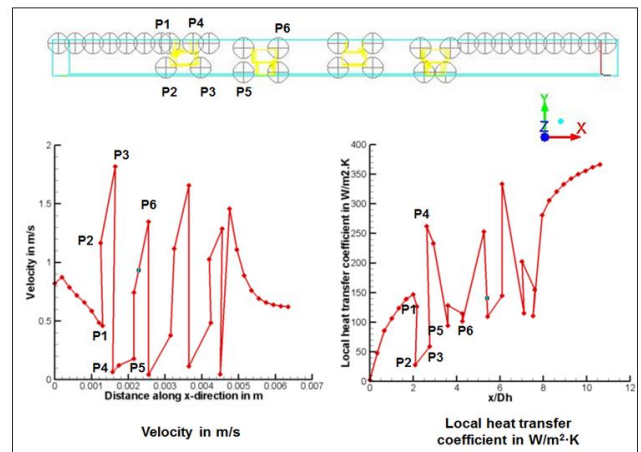 P1 P4 P6
P2 P3 P5
Y
Z X
2
P3
1.5
P6
P2
1
0.5
P1
P4 P5
0
0 0.001 0.002 0.003 0.004 0.005 0.006 0.007
Velocity in m/s
Distance along x-direction in m
400
350
300
P4
250
200
150
P1
P5 P6
100
50
P2 P3
0
0 2 4 6 8 10 12
Local heat transfer coefficient in W/m2.K
x/Dh
Velocity in m/s
Local heat transfer
coefficient in W/m²·K